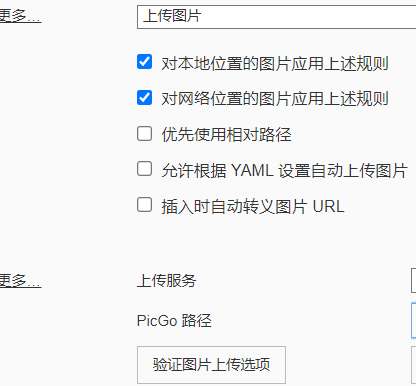 更多...
上传图片
对本地位置的图片应用上述规则
对网络位置的图片应用上述规则
优先使用相对路径
允许根据 YAML 设置自动上传图片
插入时自动转义图片 URL
更多...
上传服务
PicGo 路径
验证图片上传选项